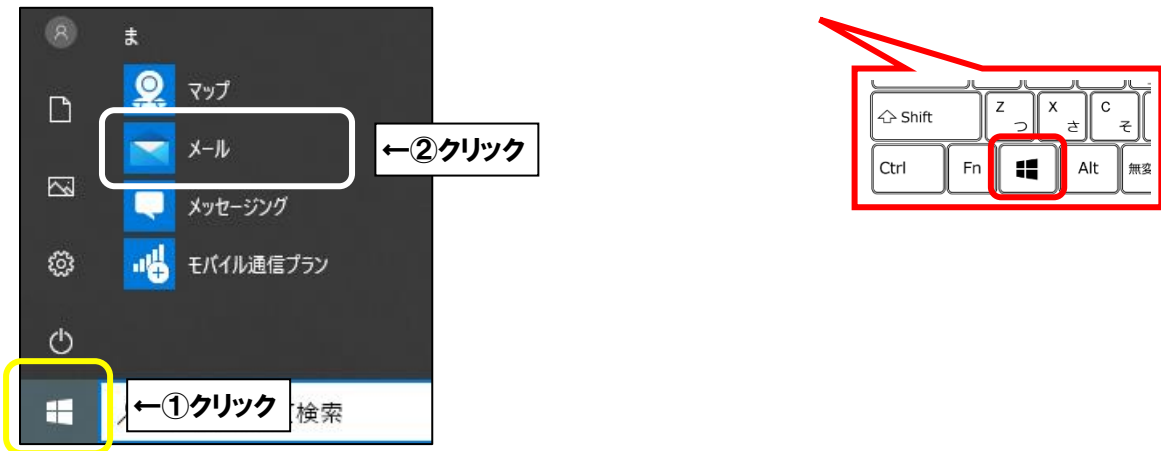 ま
マップ
メール
←②クリック
メッセージング
モバイル通信プラン
←①クリック
検索
Shift
Z
つ
X
さ
C
そ
Ctrl
Fn
Alt
無変